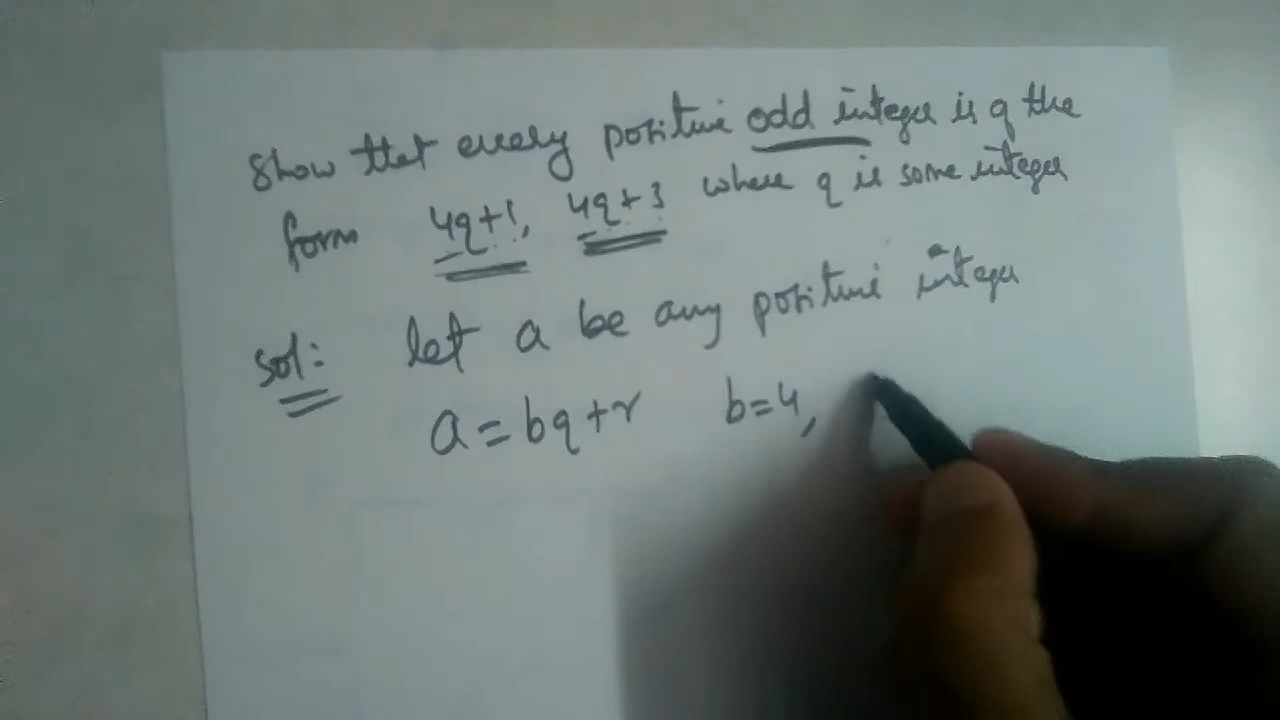 Show that every positive odd integer is of the
form 4q+1, 4q+3 where q is some integer
Sol: let a be any positive integer
a = bq+r b=4,